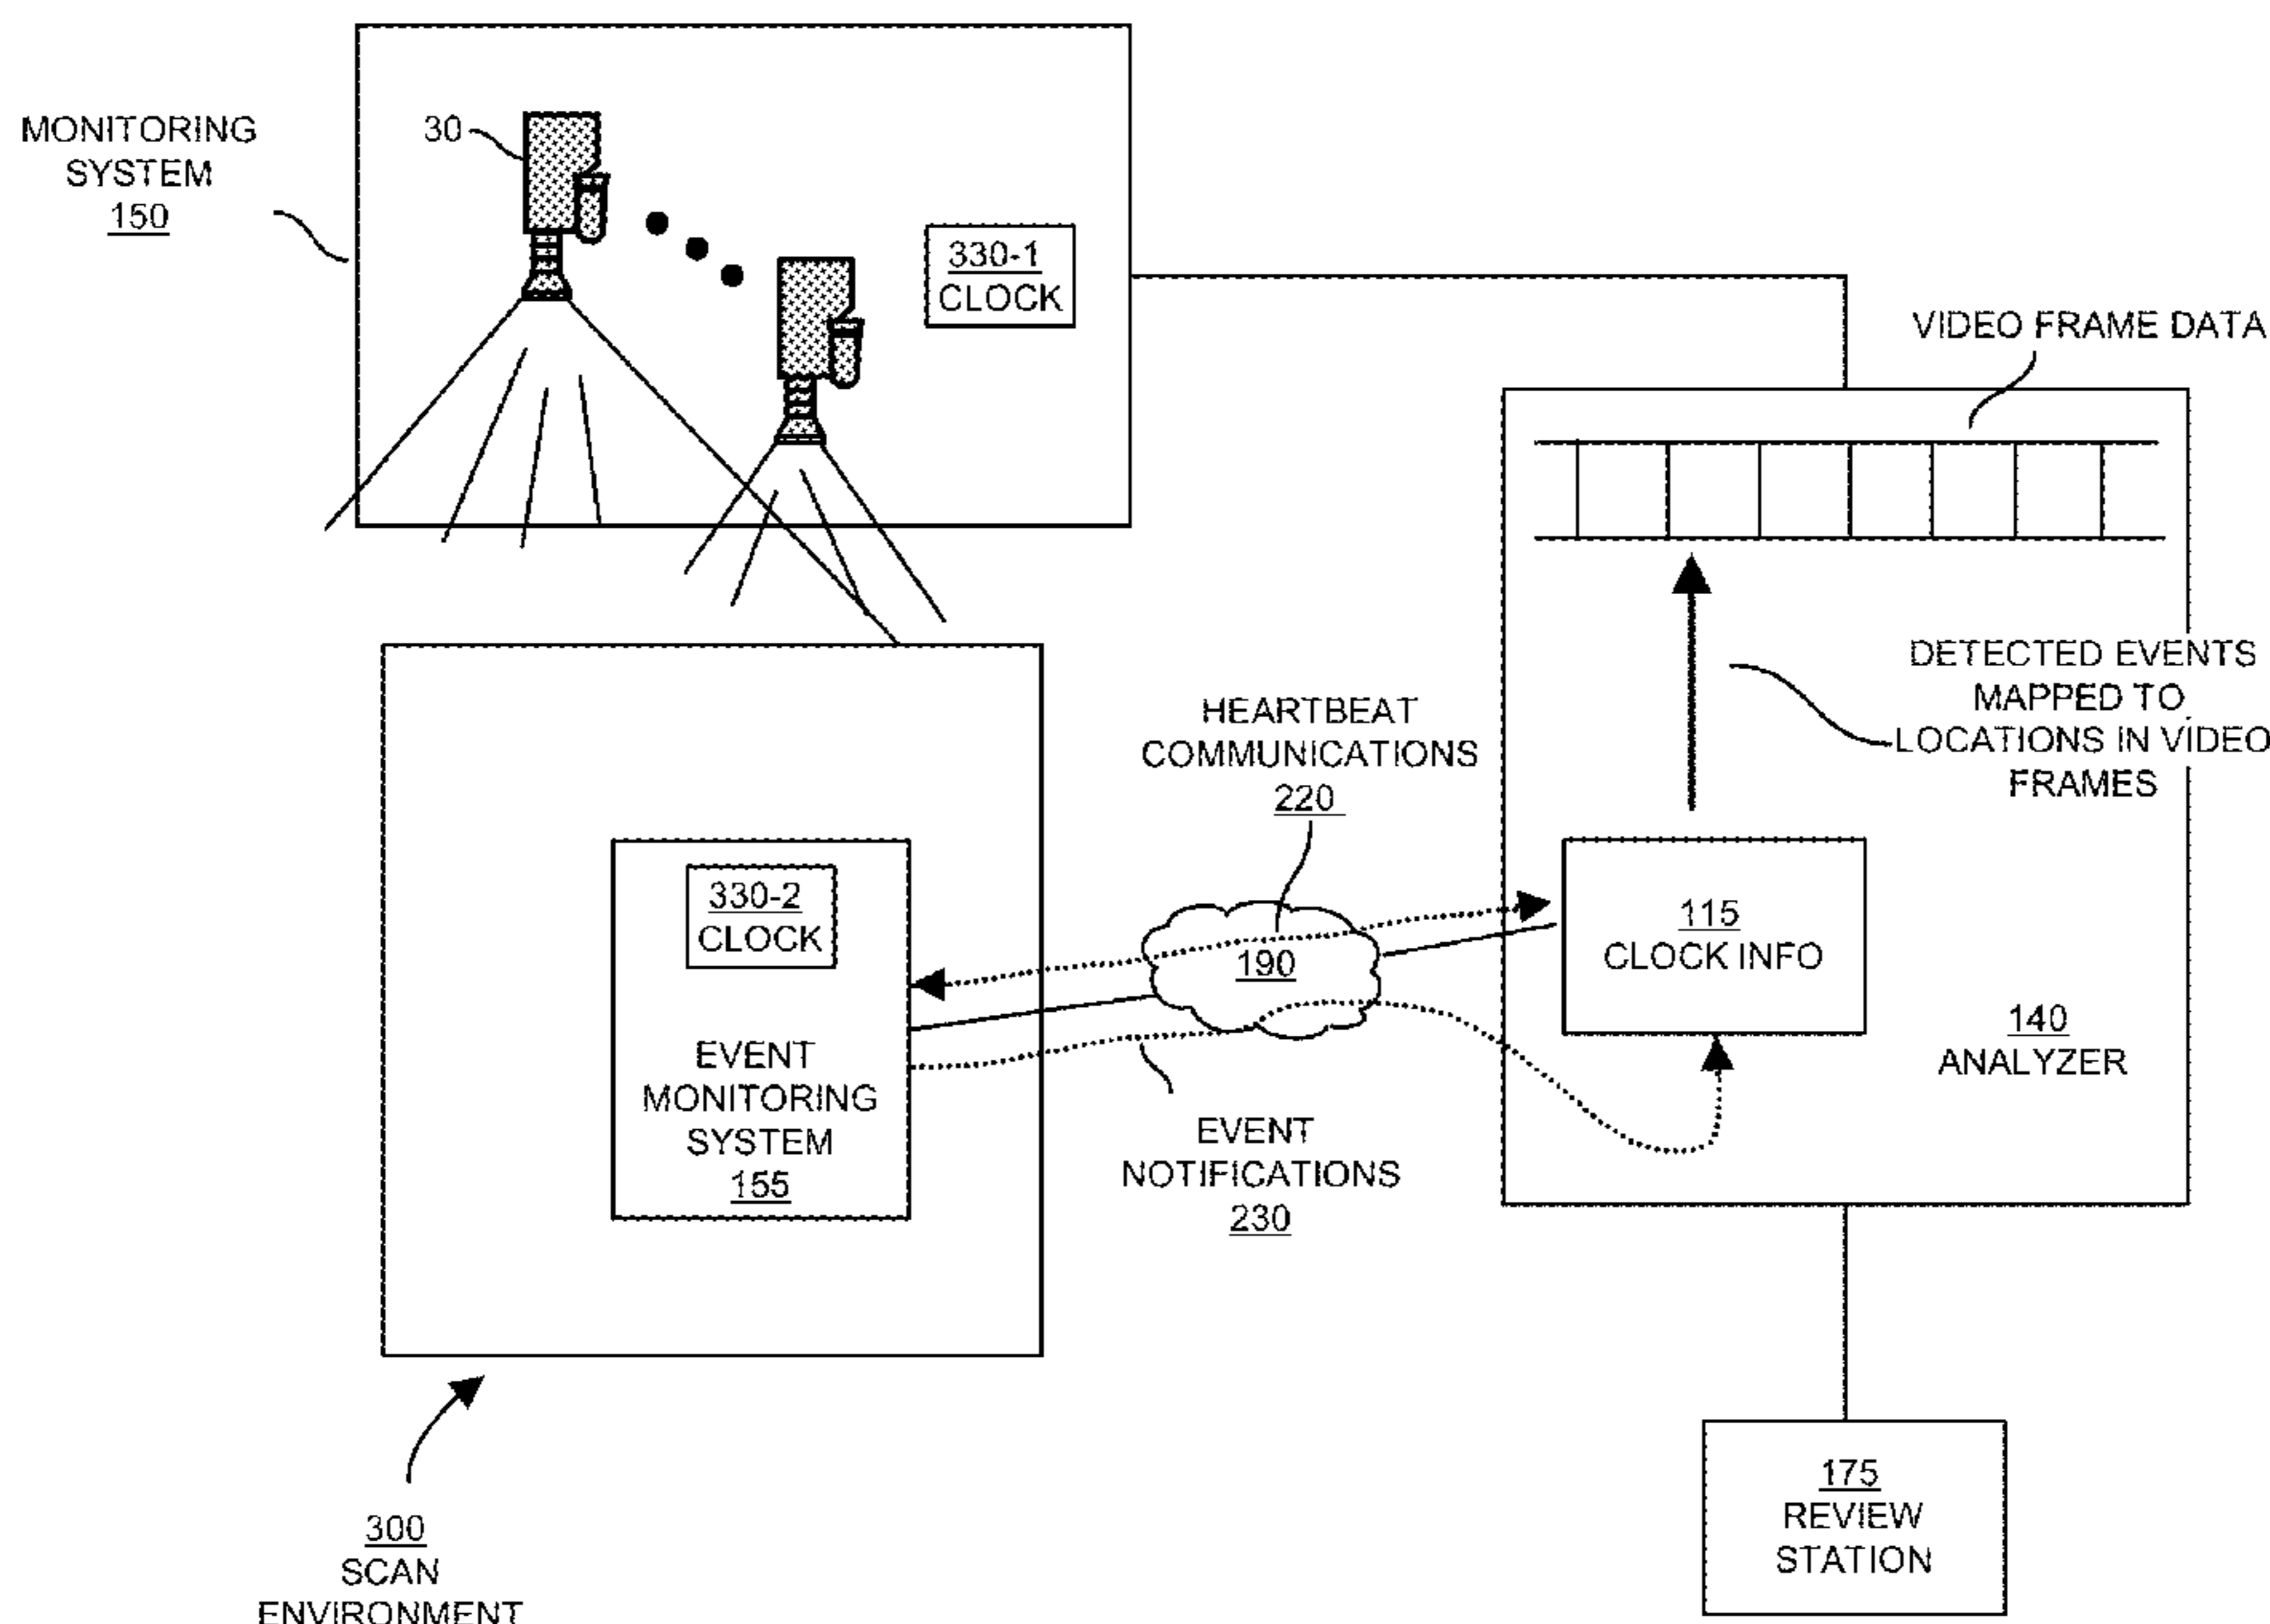 MONITORING
SYSTEM
150
30
330-1
CLOCK
VIDEO FRAME DATA
DETECTED EVENTS
MAPPED TO
LOCATIONS IN VIDEO
FRAMES
HEARTBEAT
COMMUNICATIONS
220
330-2
CLOCK
EVENT
MONITORING
SYSTEM
155
190
115
CLOCK INFO
140
ANALYZER
EVENT
NOTIFICATIONS
230
300
SCAN
ENVIRONMENT
175
REVIEW
STATION